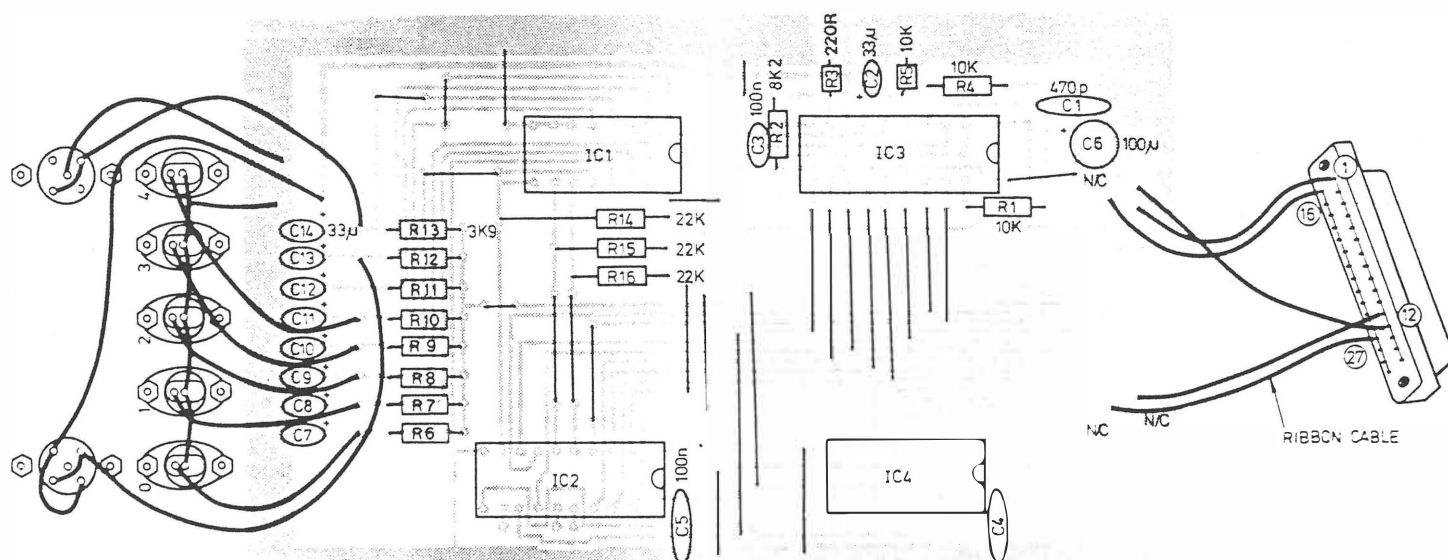 4
3
2
1
0
C14 33µ
C13
C12
C11
C10
C9
C8
C7
R13 3K9
R12
R11
R10
R9
R8
R7
R6
IC1
R14 22K
R15 22K
R16 22K
IC2
100n
C5
100n
C3
8K2
R2
220R
R3
33µ
C2
10K
R5
10K
R4
470p
C1
C6 100µ
N/C
IC3
R1
10K
IC4
C4
1
16
12
27
N/C
N/C
RIBBON CABLE